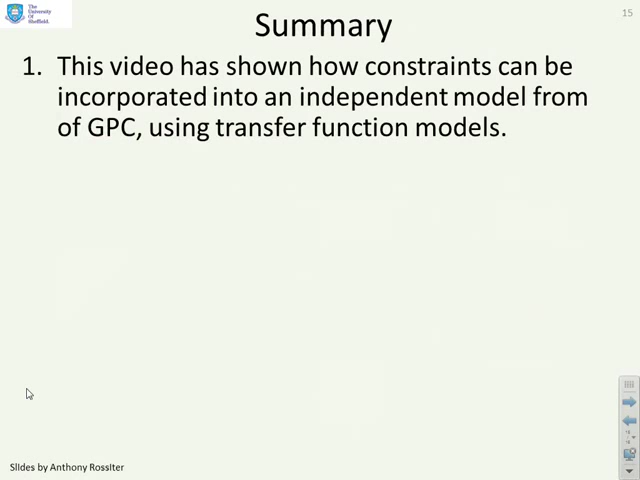 The
University
Of
Sheffield.
15
Summary
1. This video has shown how constraints can be
incorporated into an independent model from
of GPC, using transfer function models.
Slides by Anthony Rossiter